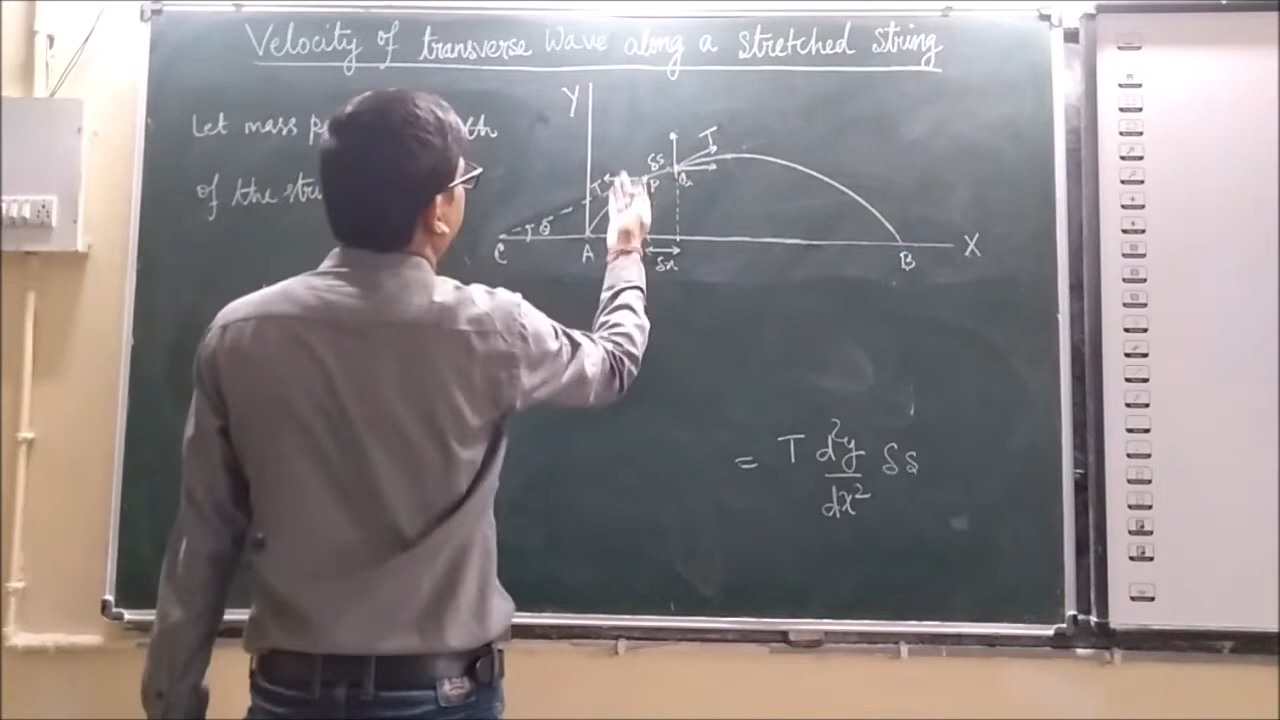 Velocity of transverse wave along a stretched string
Let mass
of the
Y
T
δs
T
P
Q
C
θ
A
δx
B
X
= T d²y/dx² δs